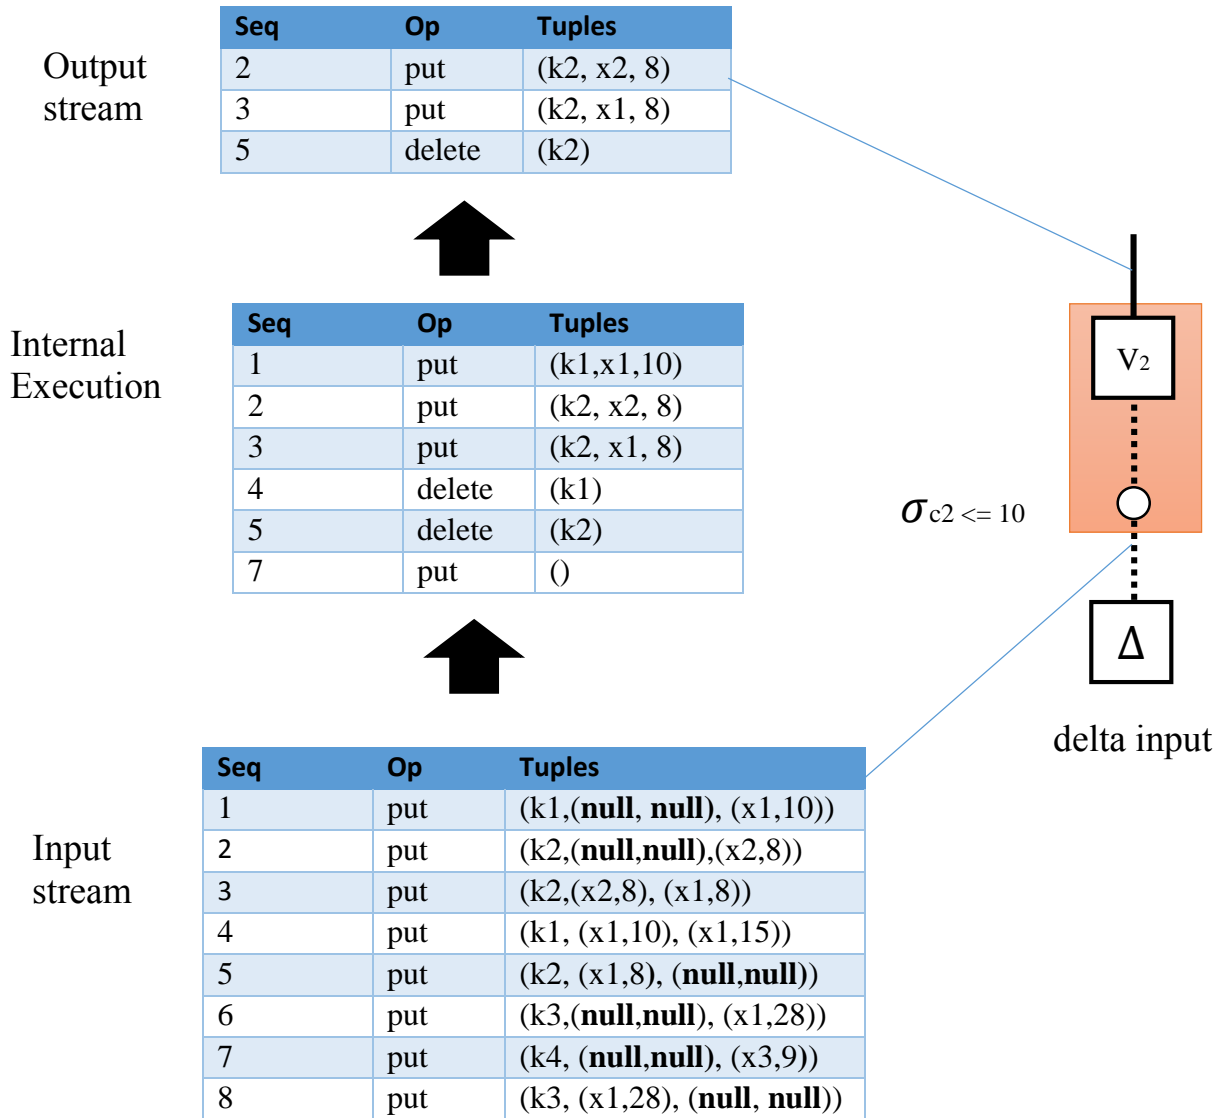 Output
stream
Seq Op Tuples
2 put (k2, x2, 8)
3 put (k2, x1, 8)
5 delete (k2)
Internal
Execution
Seq Op Tuples
1 put (k1,x1,10)
2 put (k2, x2, 8)
3 put (k2, x1, 8)
4 delete (k1)
5 delete (k2)
7 put ()
V2
σ c2 <= 10
Δ
delta input
Input
stream
Seq Op Tuples
1 put (k1,(null, null), (x1,10))
2 put (k2,(null,null),(x2,8))
3 put (k2,(x2,8), (x1,8))
4 put (k1, (x1,10), (x1,15))
5 put (k2, (x1,8), (null,null))
6 put (k3,(null,null), (x1,28))
7 put (k4, (null,null), (x3,9))
8 put (k3, (x1,28), (null, null))